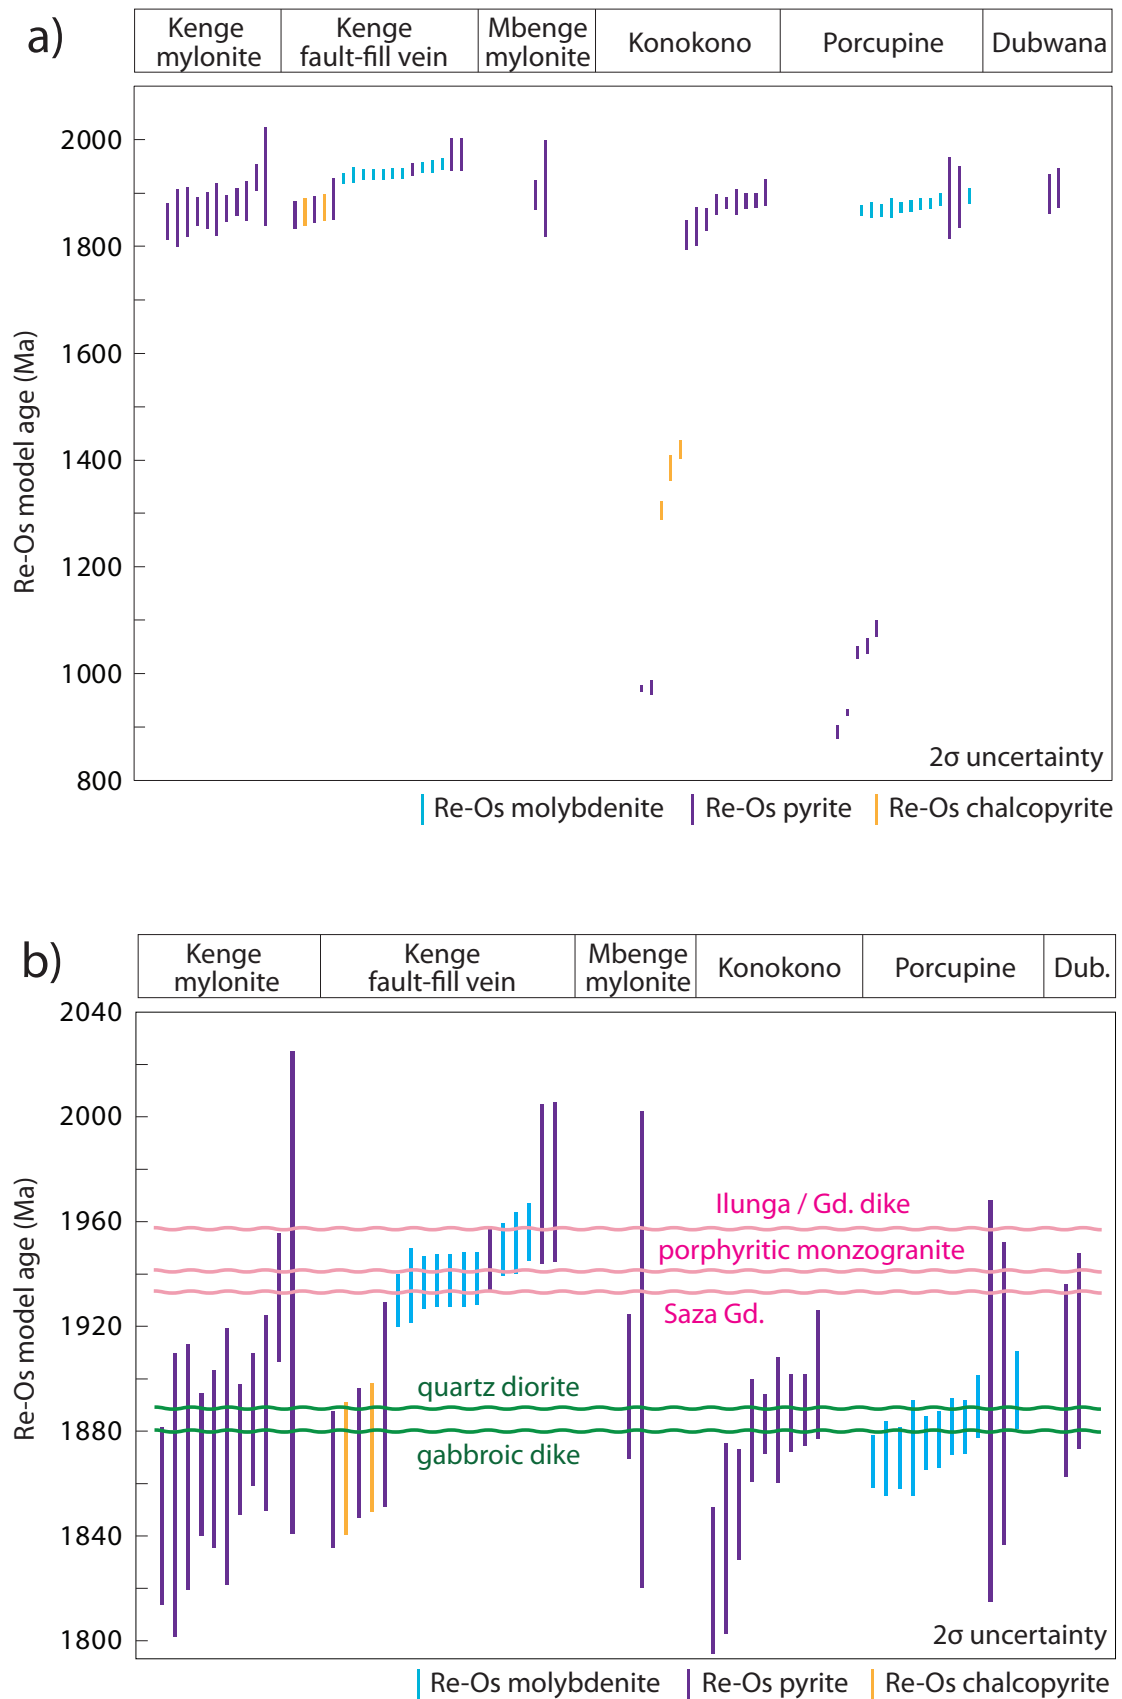 a)
Kenge
mylonite
Kenge
fault-fill vein
Mbenge
mylonite
Konokono
Porcupine
Dubwana
Re-Os model age (Ma)
2000
1800
1600
1400
1200
1000
800
2σ uncertainty
Re-Os molybdenite
Re-Os pyrite
Re-Os chalcopyrite
b)
Kenge
mylonite
Kenge
fault-fill vein
Mbenge
mylonite
Konokono
Porcupine
Dub.
Re-Os model age (Ma)
2040
2000
1960
1920
1880
1840
1800
Ilunga / Gd. dike
porphyritic monzogranite
Saza Gd.
quartz diorite
gabbroic dike
2σ uncertainty
Re-Os molybdenite
Re-Os pyrite
Re-Os chalcopyrite